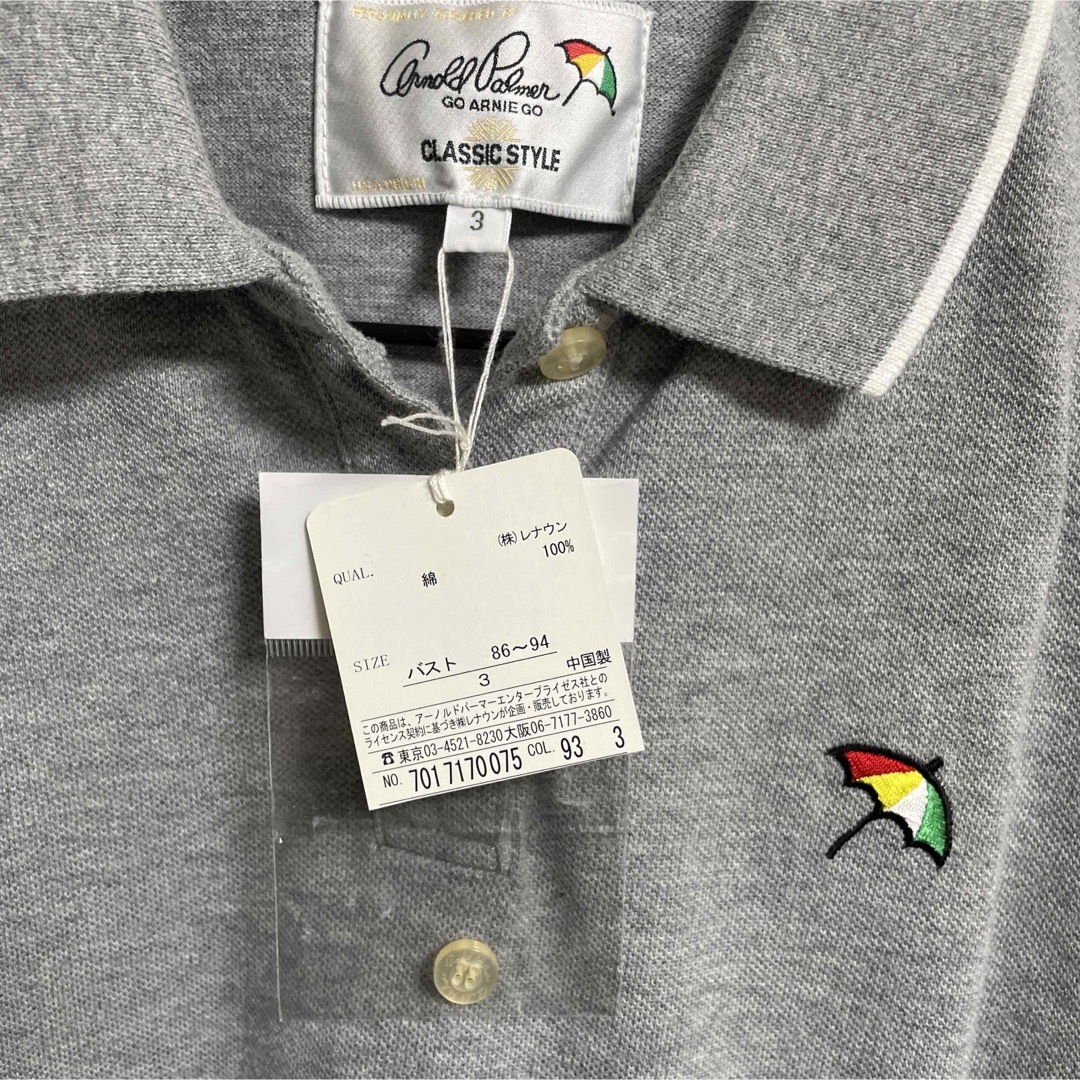 Arnold Palmer
GO ARNIE GO
CLASSIC STYLE
3
(株)レナウン
QUAL. 綿 100%
SIZE バスト 86～94
3 中国製
この商品は、アーノルドパーマーエンタープライゼス社との
ライセンス契約に基づき㈱レナウンが企画・販売しております。
☎東京03-4521-8230大阪06-7177-3860
NO. 7017170075 COL. 93 3